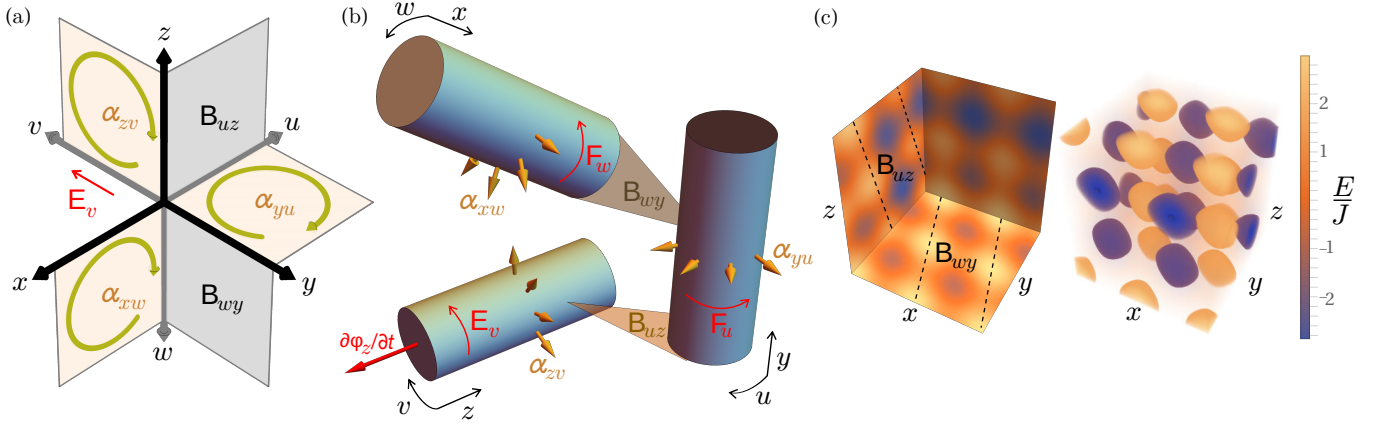 (a)
z
α_zv
B_uz
v
u
E_v
α_yu
x
y
α_xw
B_wy
w
(b)
w
x
F_w
α_xw
B_wy
α_yu
E_v
B_uz
F_u
∂φ_z/∂t
α_zv
v
z
y
u
(c)
B_uz
z
B_wy
x
y
z
y
x
2
1
E/J
-1
-2